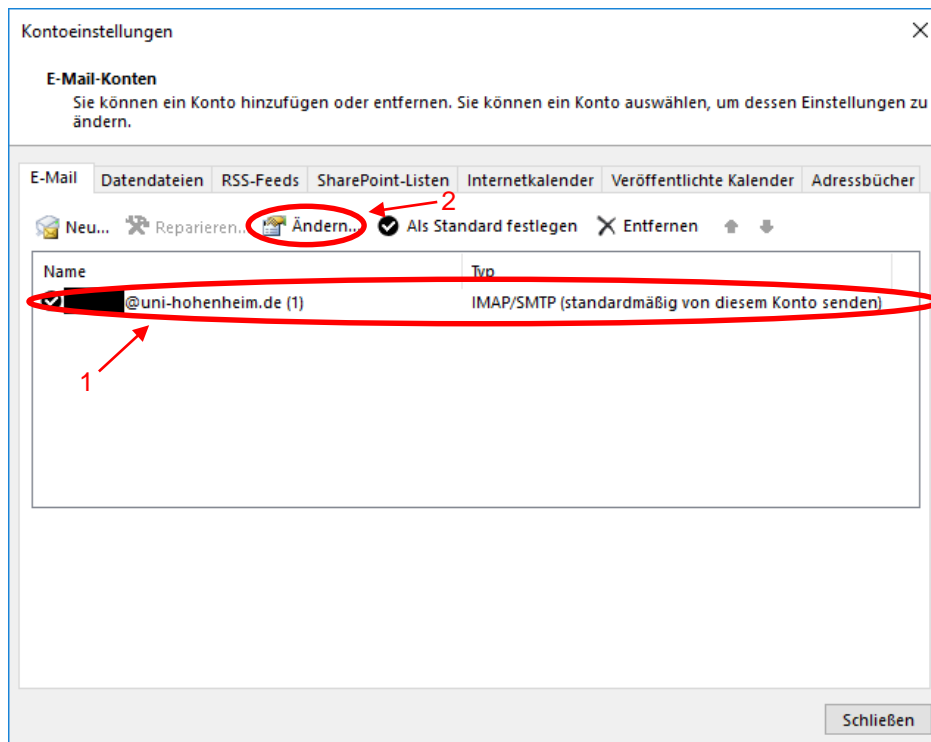 Kontoeinstellungen
E-Mail-Konten
Sie können ein Konto hinzufügen oder entfernen. Sie können ein Konto auswählen, um dessen Einstellungen zu
ändern.
E-Mail Datendateien RSS-Feeds SharePoint-Listen Internetkalender Veröffentlichte Kalender Adressbücher
2
Neu... Reparieren... Ändern... Als Standard festlegen Entfernen
Name Typ
@uni-hohenheim.de (1) IMAP/SMTP (standardmäßig von diesem Konto senden)
1
Schließen